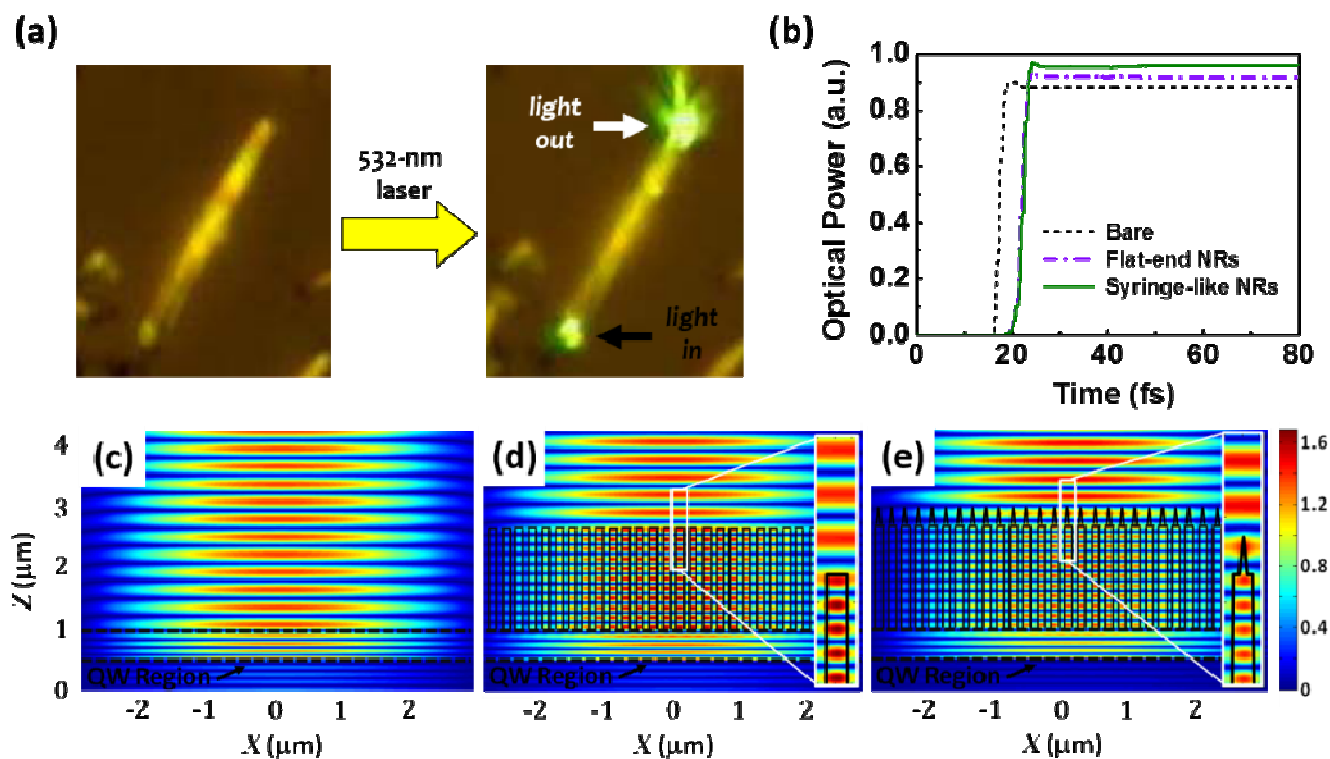 (a)
532-nm
laser
light
out
light
in
(b)
Optical Power (a.u.)
1.0
0.8
0.6
0.4
0.2
0.0
Bare
Flat-end NRs
Syringe-like NRs
0 20 40 60 80
Time (fs)
(c)
Z (μm)
4
3
2
1
0
QW Region
-2 -1 0 1 2
X (μm)
(d)
QW Region
-2 -1 0 1 2
X (μm)
(e)
QW Region
-2 -1 0 1 2
X (μm)
1.6
1.2
0.8
0.4
0